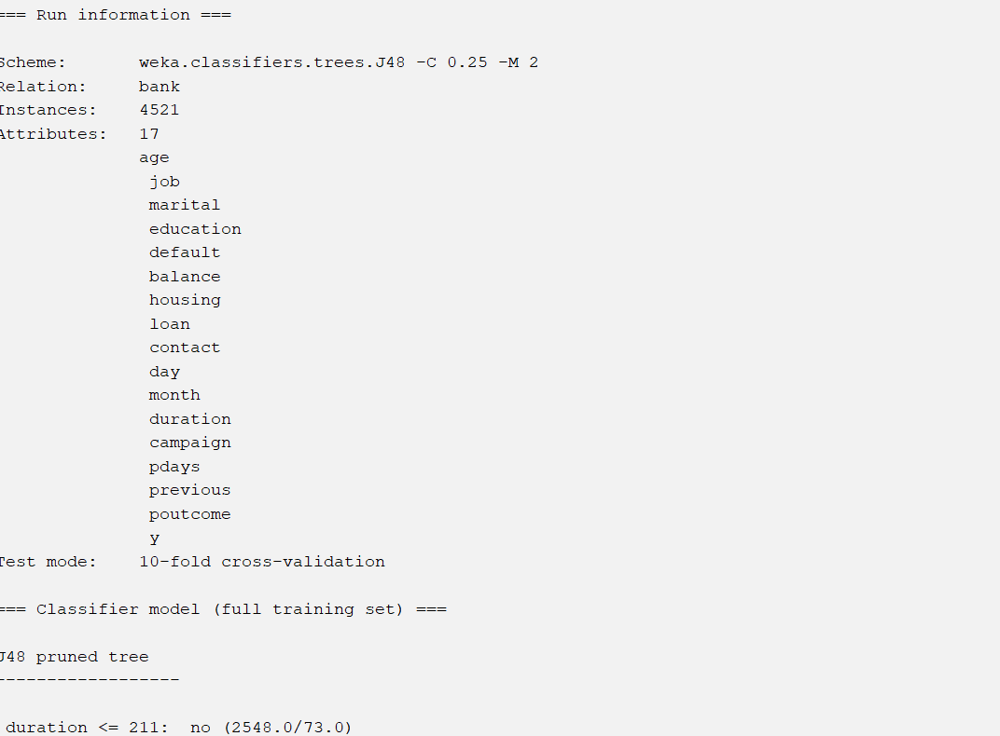 === Run information ===
Scheme: weka.classifiers.trees.J48 -C 0.25 -M 2
Relation: bank
Instances: 4521
Attributes: 17
age
job
marital
education
default
balance
housing
loan
contact
day
month
duration
campaign
pdays
previous
poutcome
y
Test mode: 10-fold cross-validation
=== Classifier model (full training set) ===
J48 pruned tree
------------------
duration <= 211: no (2548.0/73.0)